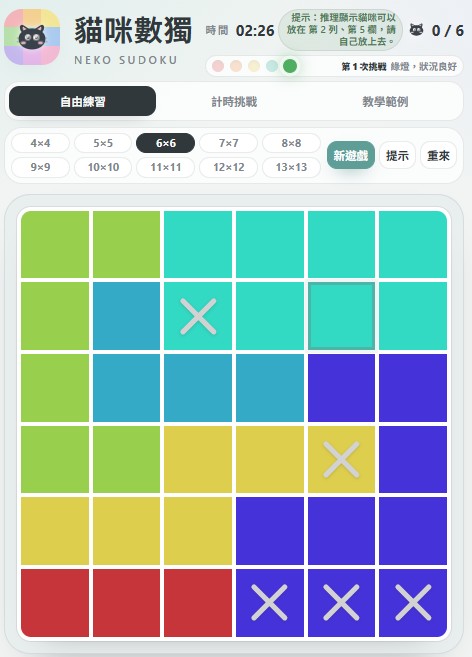 貓咪數獨
NEKO SUDOKU
時間 02:26
提示：推理顯示貓咪可以
放在 第 2 列、第 5 欄，請
自己放上去。
0 / 6
第 1 次挑戰 綠燈，狀況良好
自由練習 計時挑戰 教學範例
4×4 5×5 6×6 7×7 8×8
9×9 10×10 11×11 12×12 13×13
新遊戲 提示 重來